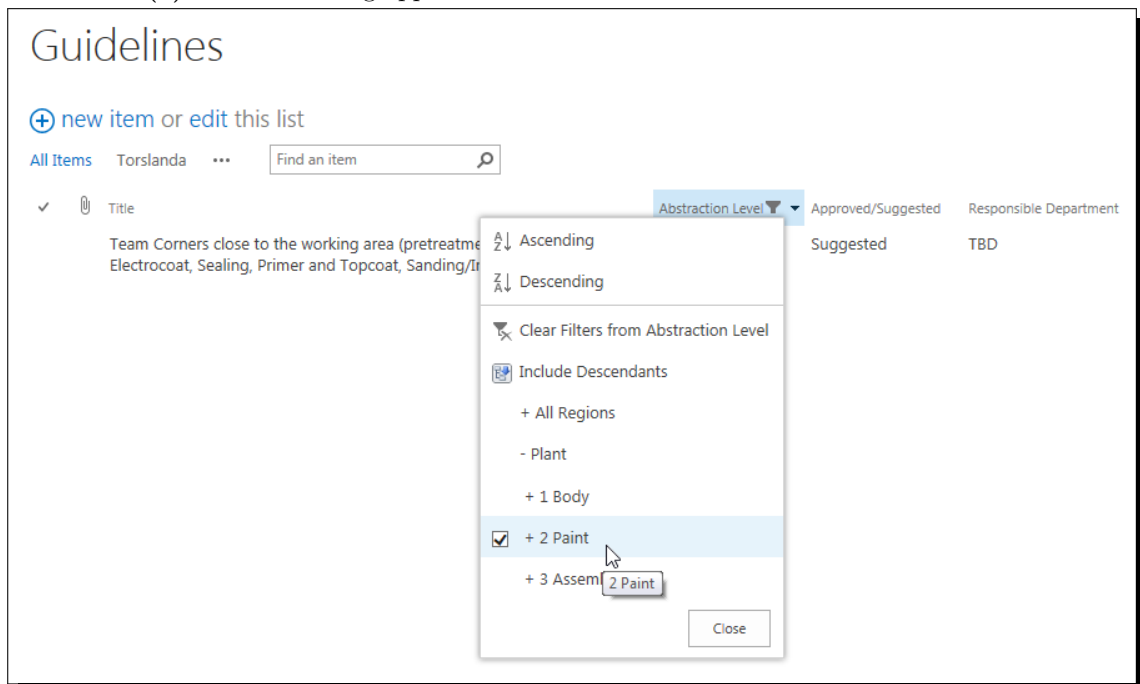 Guidelines
new item or edit this list
All Items Torslanda ... Find an item
Title Abstraction Level Approved/Suggested Responsible Department
Team Corners close to the working area (pretreatme Suggested TBD
Electrocoat, Sealing, Primer and Topcoat, Sanding/
Ascending
Descending
Clear Filters from Abstraction Level
Include Descendants
+ All Regions
- Plant
+ 1 Body
+ 2 Paint
+ 3 Assem
2 Paint
Close